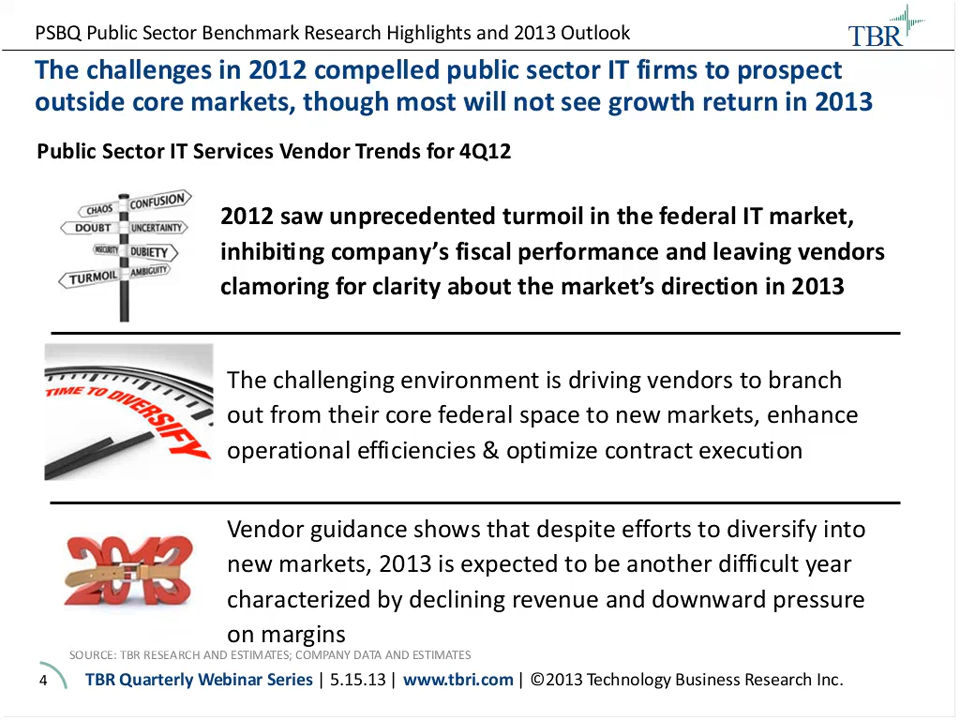 PSBQ Public Sector Benchmark Research Highlights and 2013 Outlook
TBR
The challenges in 2012 compelled public sector IT firms to prospect
outside core markets, though most will not see growth return in 2013
Public Sector IT Services Vendor Trends for 4Q12
CHAOS
CONFUSION
DOUBT
UNCERTAINTY
INSECURITY
DUBIETY
TURMOIL
AMBIGUITY
2012 saw unprecedented turmoil in the federal IT market,
inhibiting company’s fiscal performance and leaving vendors
clamoring for clarity about the market’s direction in 2013
TIME TO DIVERSIFY
The challenging environment is driving vendors to branch
out from their core federal space to new markets, enhance
operational efficiencies & optimize contract execution
2013
Vendor guidance shows that despite efforts to diversify into
new markets, 2013 is expected to be another difficult year
characterized by declining revenue and downward pressure
on margins
SOURCE: TBR RESEARCH AND ESTIMATES; COMPANY DATA AND ESTIMATES
4 TBR Quarterly Webinar Series | 5.15.13 | www.tbri.com | ©2013 Technology Business Research Inc.